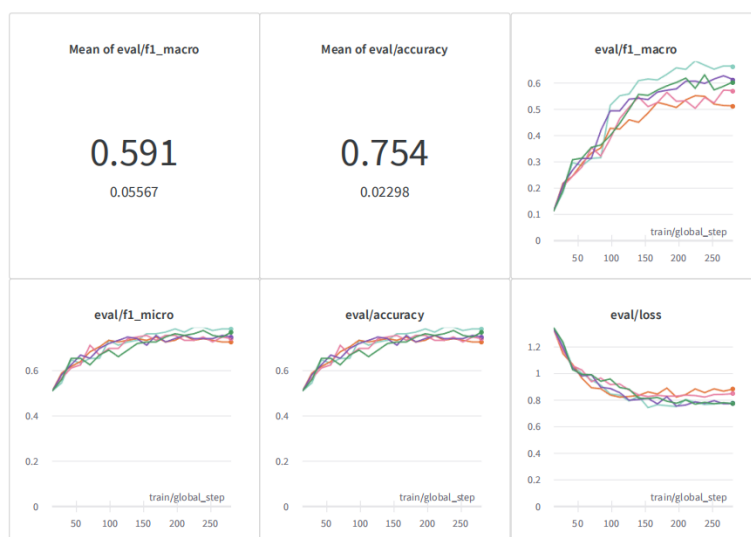 Mean of eval/f1_macro
0.591
0.05567
Mean of eval/accuracy
0.754
0.02298
eval/f1_macro
0.6
0.5
0.4
0.3
0.2
0.1
0
train/global_step
50 100 150 200 250
eval/f1_micro
0.6
0.4
0.2
0
train/global_step
50 100 150 200 250
eval/accuracy
0.6
0.4
0.2
0
train/global_step
50 100 150 200 250
eval/loss
1.2
1
0.8
0.6
0.4
0.2
0
train/global_step
50 100 150 200 250